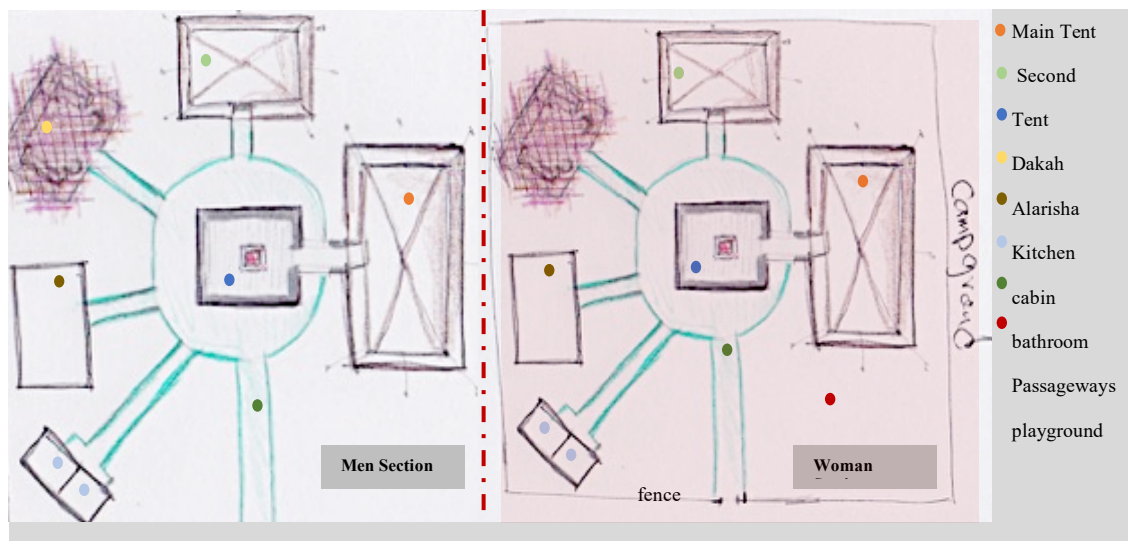 Men Section
Woman
fence
Campground
Main Tent
Second
Tent
Dakah
Alarisha
Kitchen
cabin
bathroom
Passageways
playground